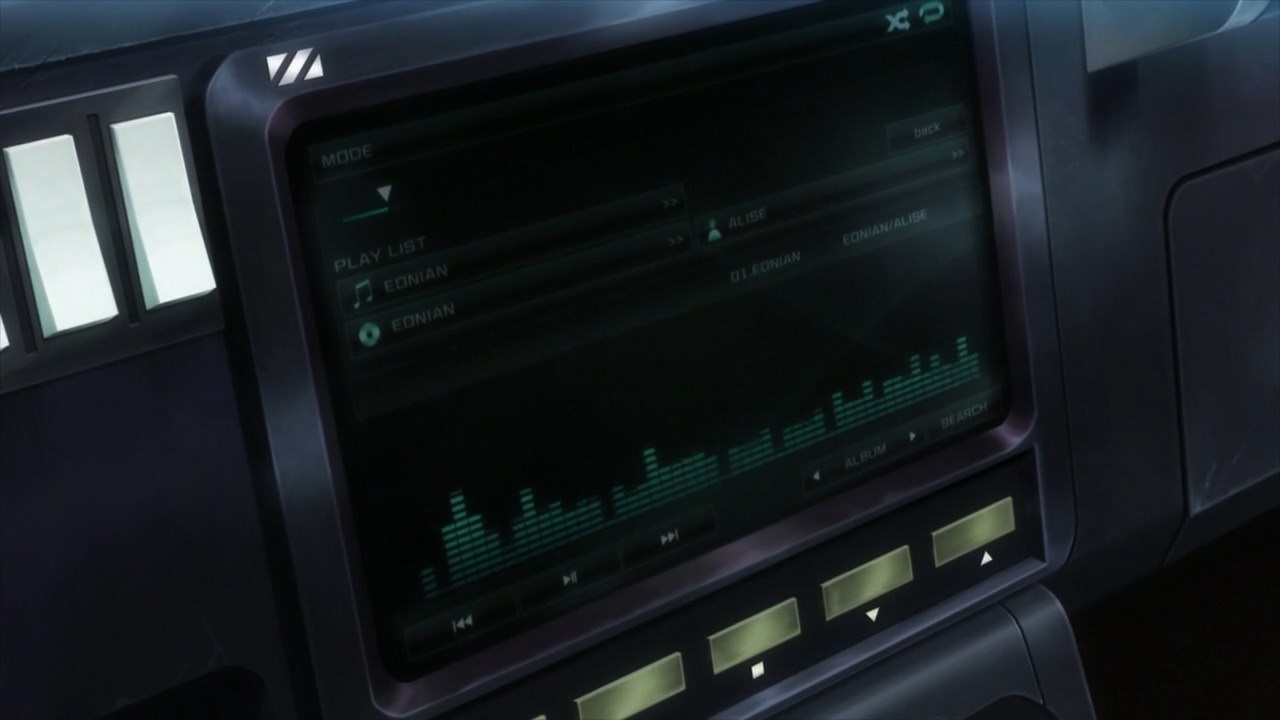 MODE
back
PLAY LIST
EONIAN
ALISE
EONIAN
01.EONIAN
EONIAN/ALISE
ALBUM
SEARCH